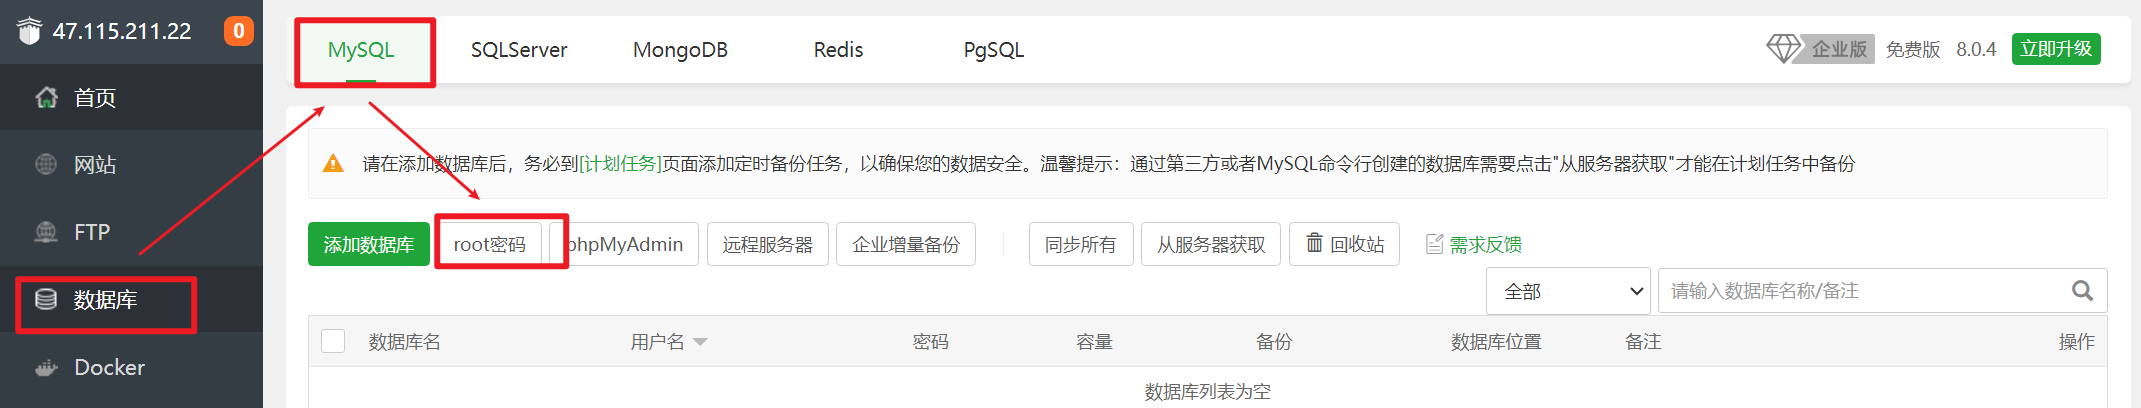 47.115.211.22 0
首页
网站
FTP
数据库
Docker
MySQL SQLServer MongoDB Redis PgSQL 企业版 免费版 8.0.4 立即升级
请在添加数据库后，务必到[计划任务]页面添加定时备份任务，以确保您的数据安全。温馨提示：通过第三方或者MySQL命令行创建的数据库需要点击"从服务器获取"才能在计划任务中备份
添加数据库 root密码 phpMyAdmin 远程服务器 企业增量备份 同步所有 从服务器获取 回收站 需求反馈
全部 请输入数据库名称/备注
数据库名 用户名 密码 容量 备份 数据库位置 备注 操作
数据库列表为空